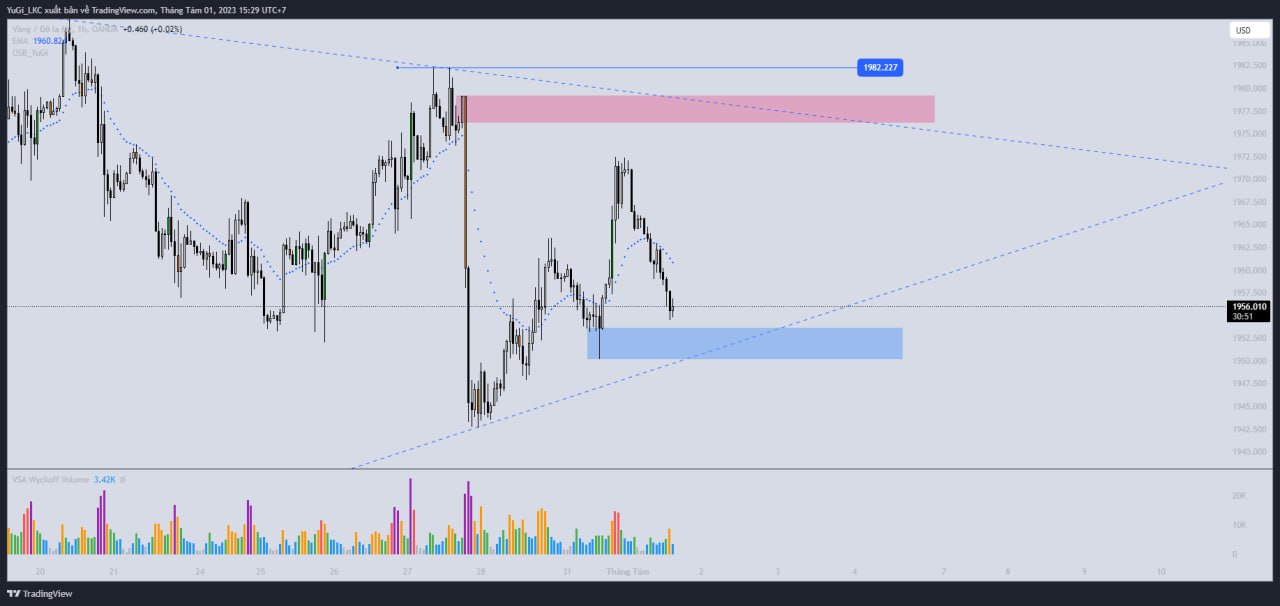 YuGi_LKC xuất bản về TradingView.com, Tháng Tám 01, 2023 15:29 UTC+7
Vàng / Đô la Mỹ, 1h, OANDA +0.460 (+0.02%)
EMA 1960.824
OSB_YuGi
USD
1985.000
1982.500
1982.227
1980.000
1977.500
1975.000
1972.500
1970.000
1967.500
1965.000
1962.500
1960.000
1957.500
1956.010
30:51
1952.500
1950.000
1947.500
1945.000
1942.500
1940.000
VSA Wyckoff Volume 3.42K Ø
20K
10K
0
20 21 24 25 26 27 28 31 Tháng Tám 2 3 4 7 8 9 10
TradingView